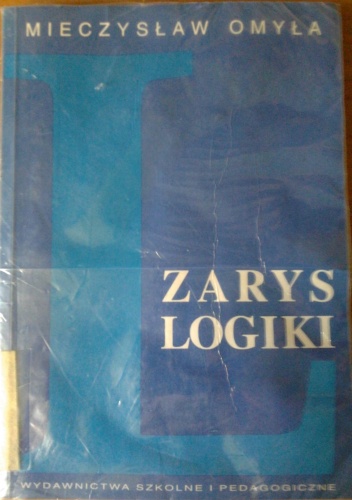 MIECZYSŁAW OMYŁA
ZARYS
LOGIKI
WYDAWNICTWA SZKOLNE I PEDAGOGICZNE